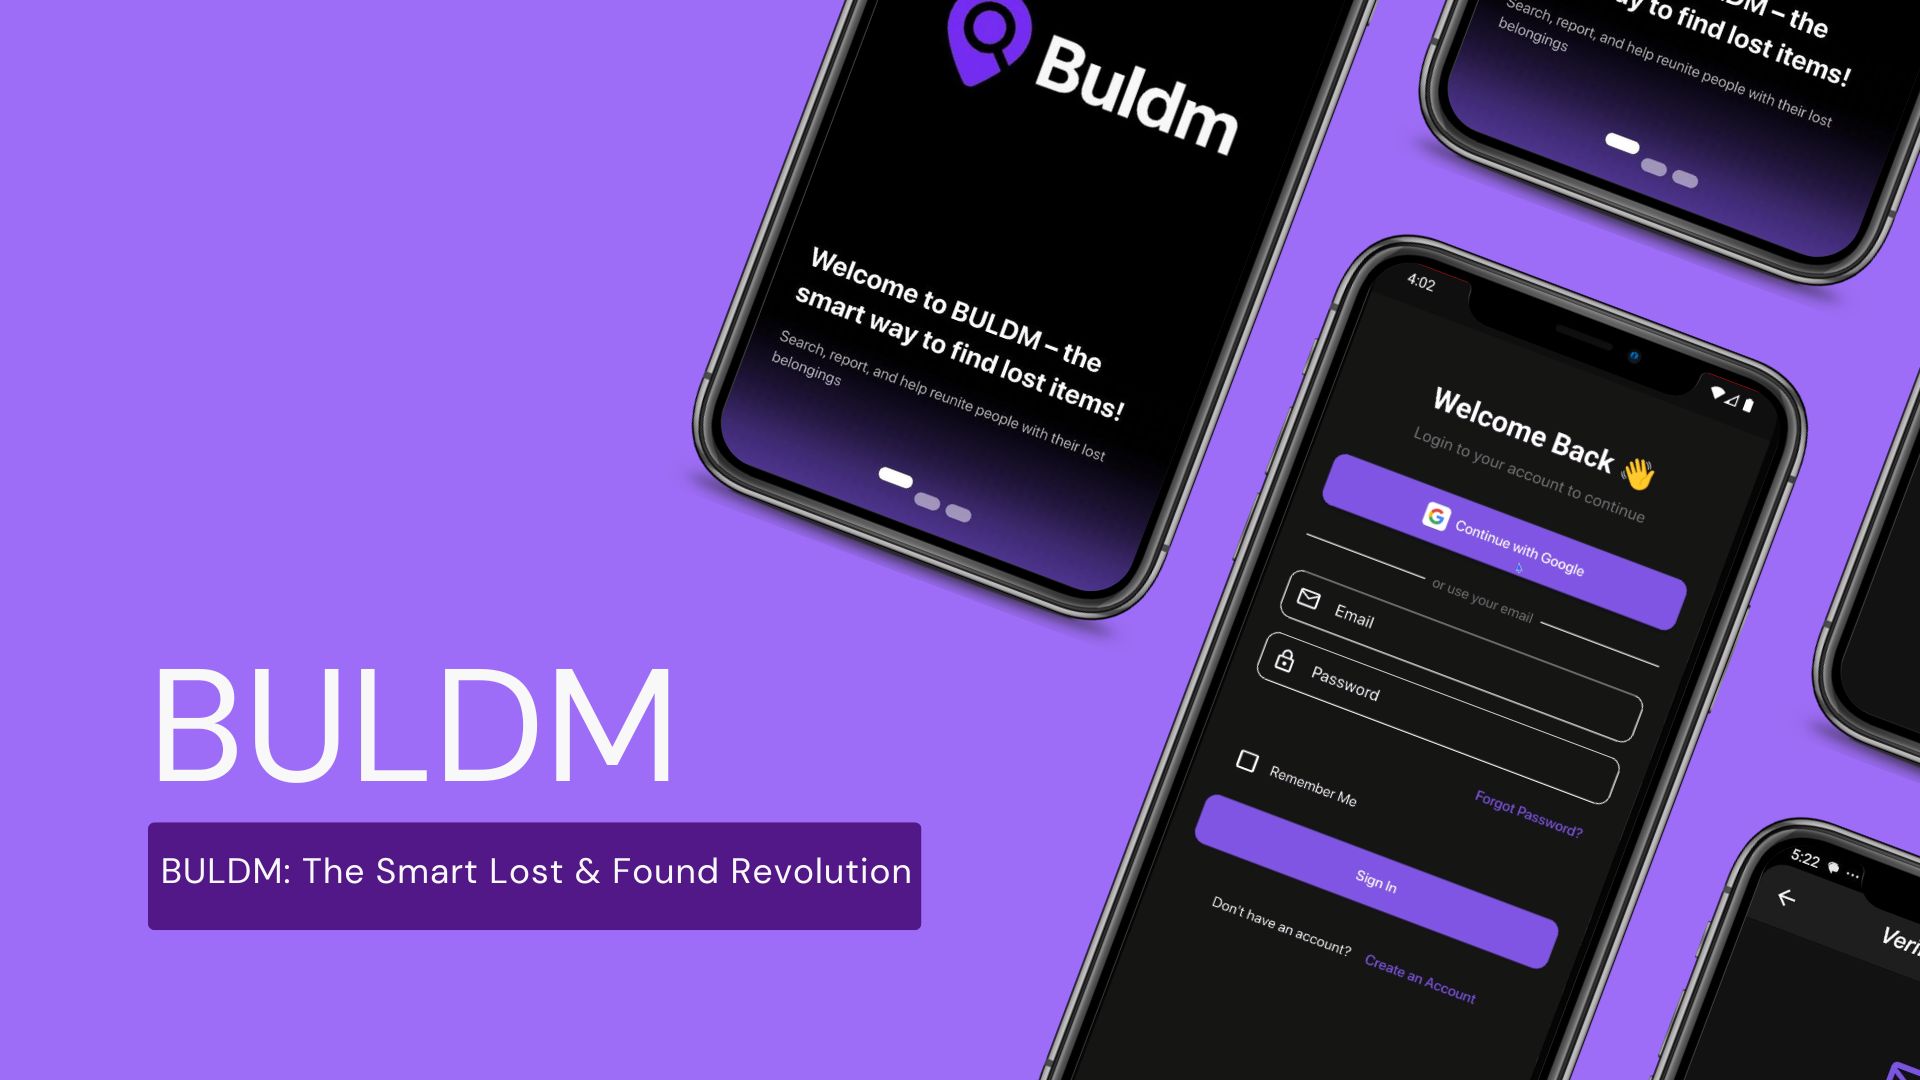 BULDM
BULDM: The Smart Lost & Found Revolution
Buldm
Welcome to BULDM – the
smart way to find lost items!
Search, report, and help reunite people with their lost
belongings
– the
to find lost items!
Search, report, and help reunite people with their lost
belongings
4:02
Welcome Back 👋
Login to your account to continue
G Continue with Google
or use your email
Email
Password
Remember Me
Forgot Password?
Sign In
Don't have an account? Create an Account
5:22 ...